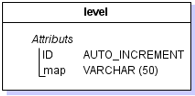 level
Attributs
ID AUTO_INCREMENT
map VARCHAR (50)